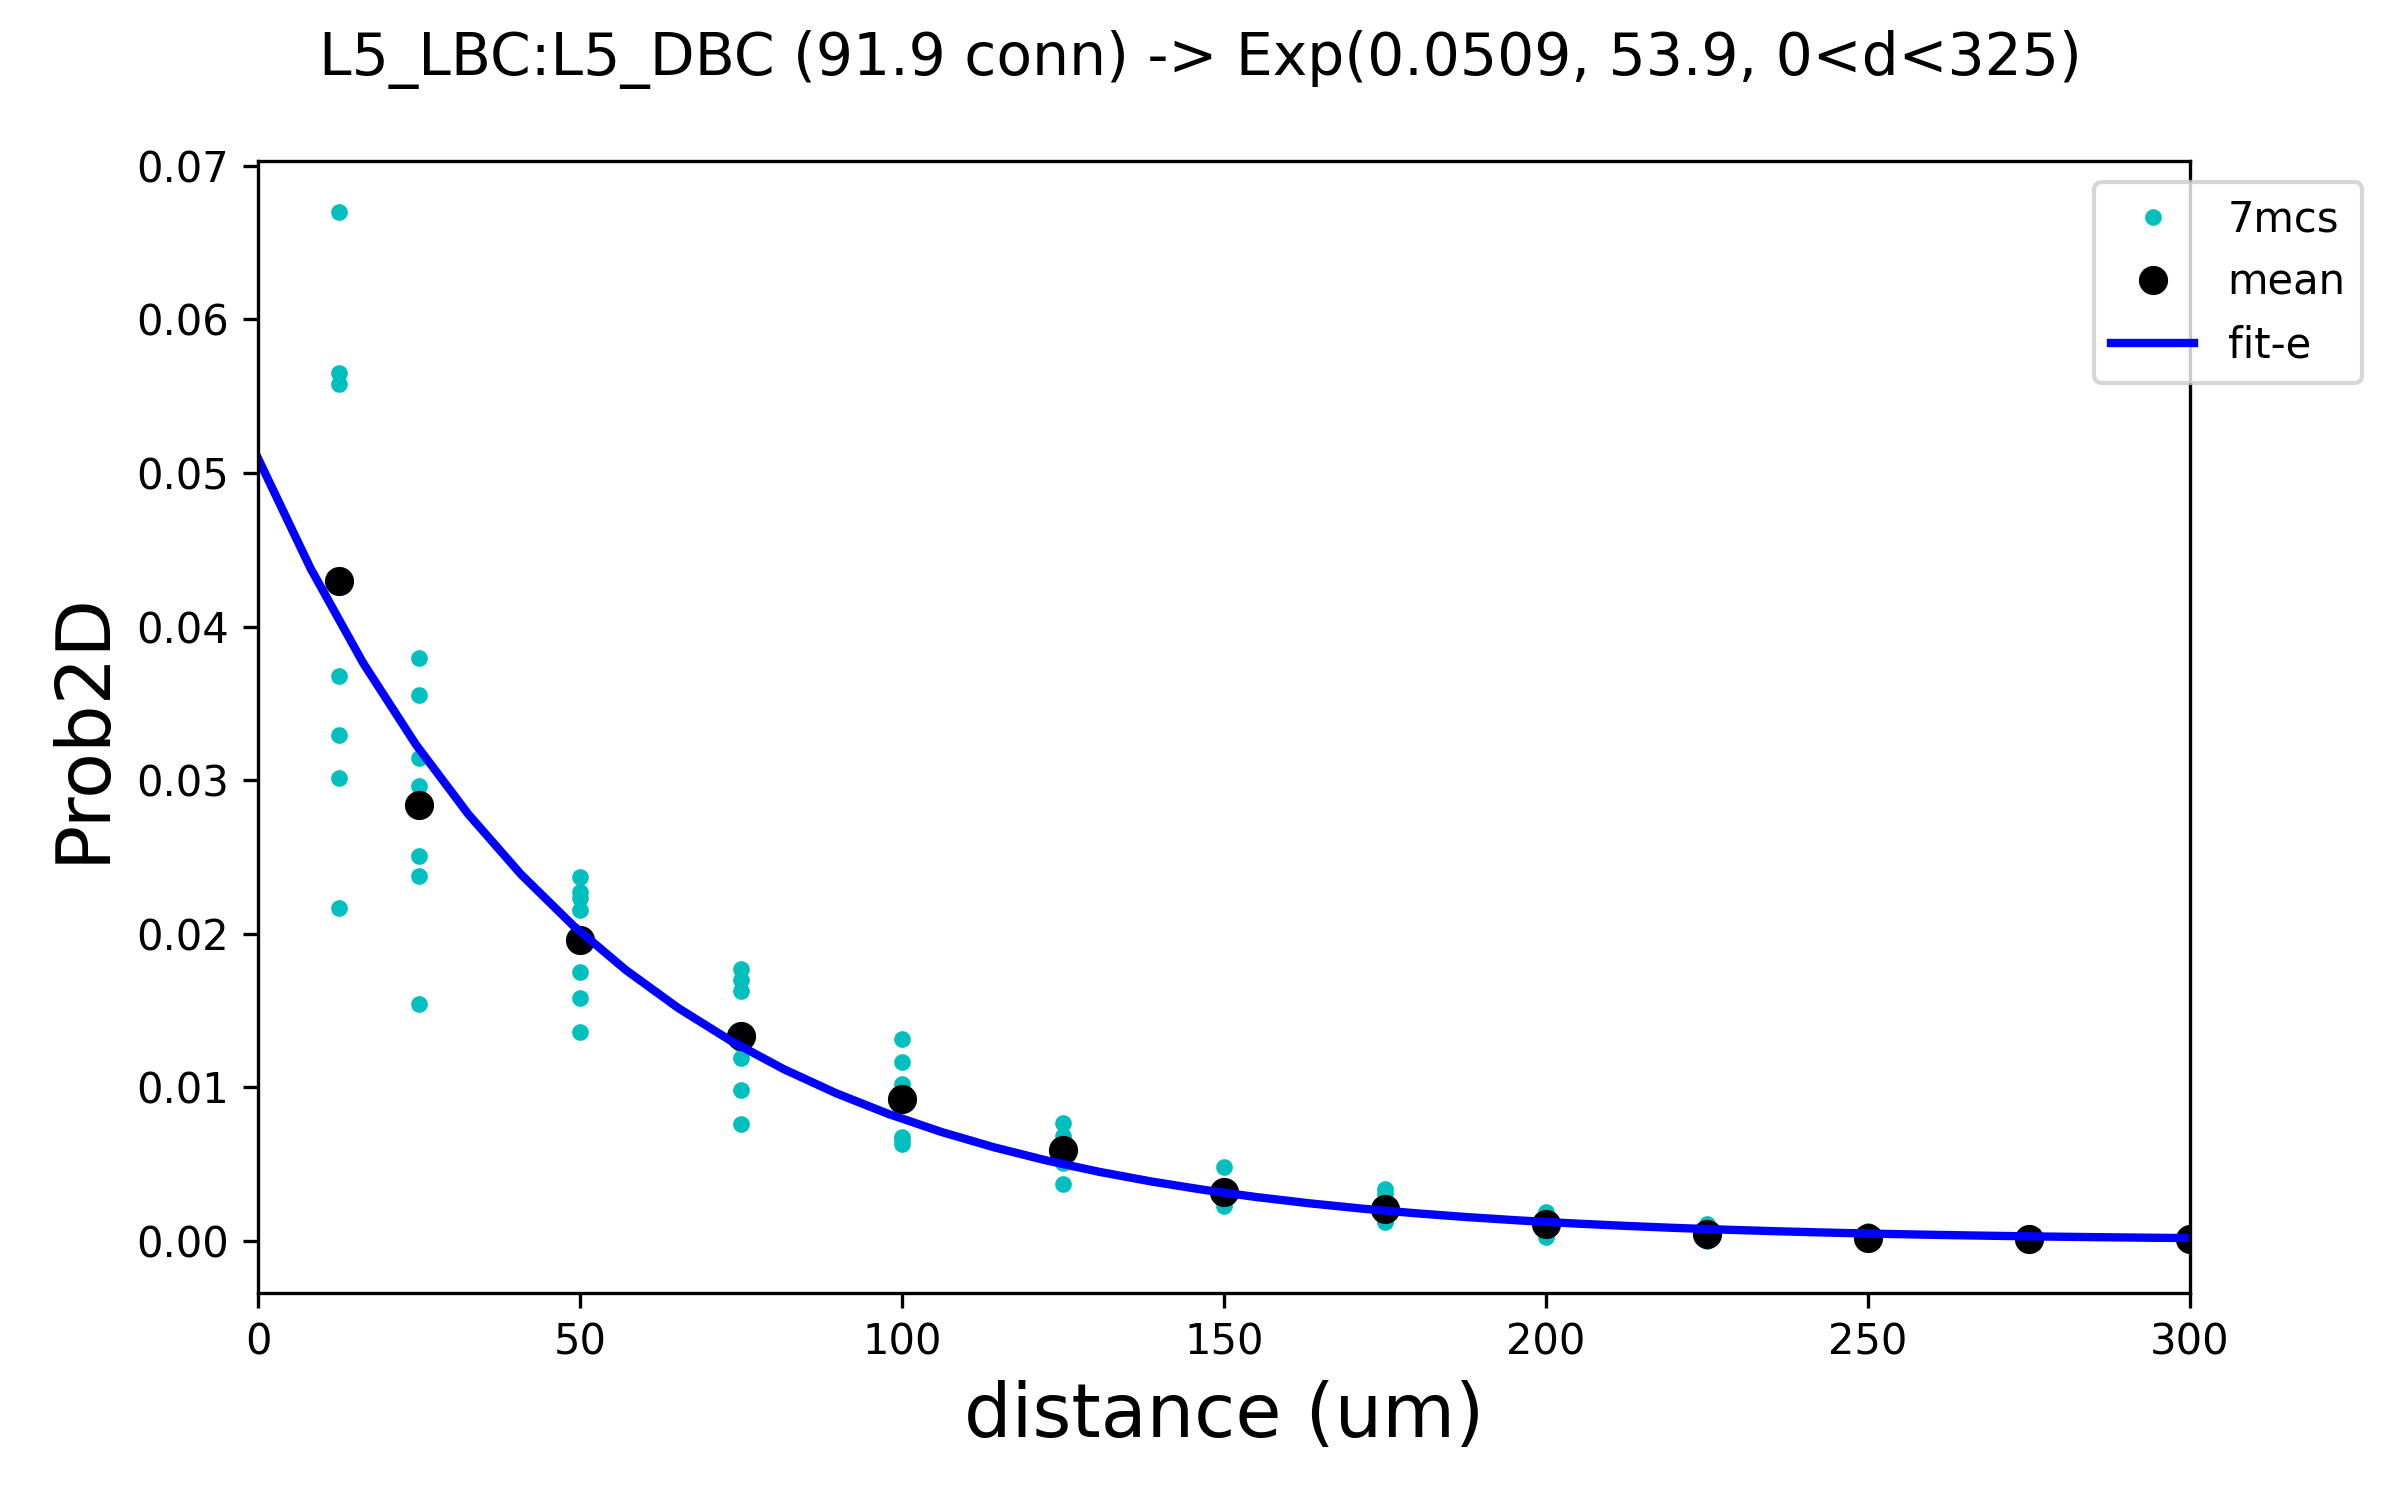 L5_LBC:L5_DBC (91.9 conn) -> Exp(0.0509, 53.9, 0<d<325)
0.07
0.06
0.05
0.04
0.03
0.02
0.01
0.00
Prob2D
7mcs
mean
fit-e
0 50 100 150 200 250 300
distance (um)